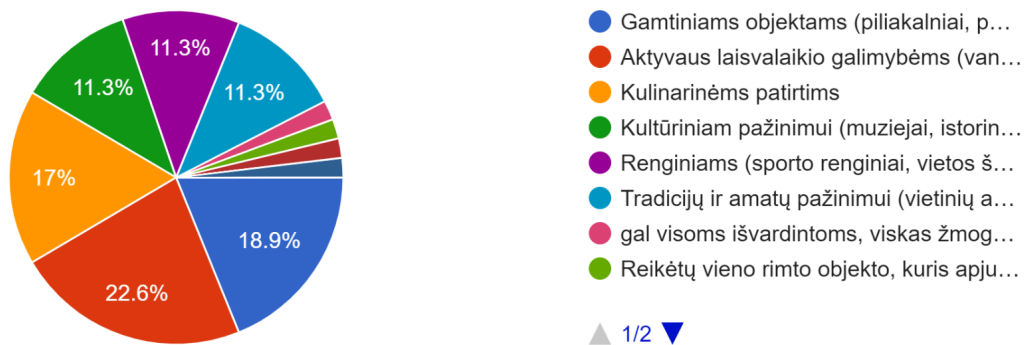 11.3%
11.3%
11.3%
17%
18.9%
22.6%
Gamtiniams objektams (piliakalniai, p…
Aktyvaus laisvalaikio galimybėms (van…
Kulinarinėms patirtims
Kultūriniam pažinimui (muziejai, istorin…
Renginiams (sporto renginiai, vietos š…
Tradicijų ir amatų pažinimui (vietinių a…
gal visoms išvardintoms, viskas žmog…
Reikėtų vieno rimto objekto, kuris apju…
1/2